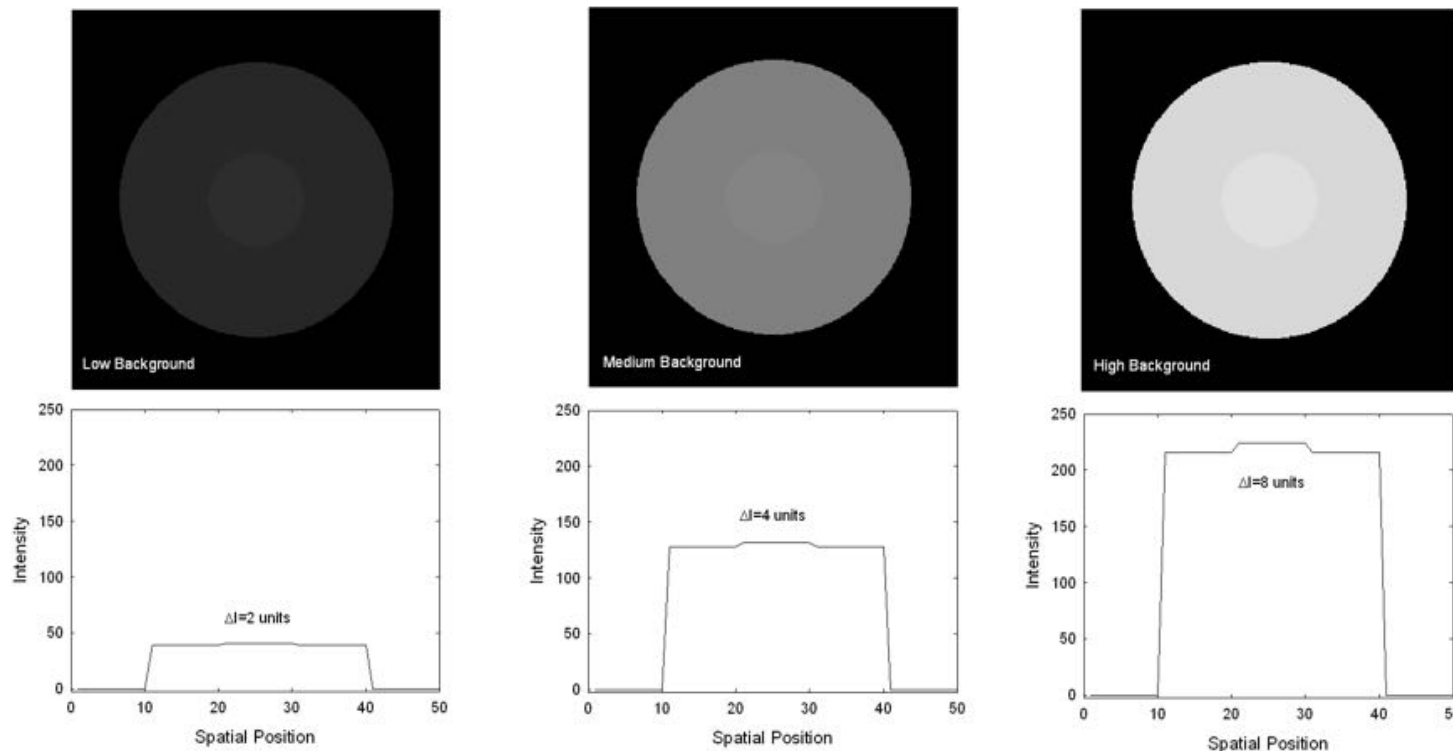 Low Background
Medium Background
High Background
250
200
150
100
50
0
Intensity
ΔI=2 units
0 10 20 30 40 50
Spatial Position
250
200
150
100
50
0
Intensity
ΔI=4 units
0 10 20 30 40 50
Spatial Position
250
200
150
100
50
0
Intensity
ΔI=8 units
0 10 20 30 40 50
Spatial Position